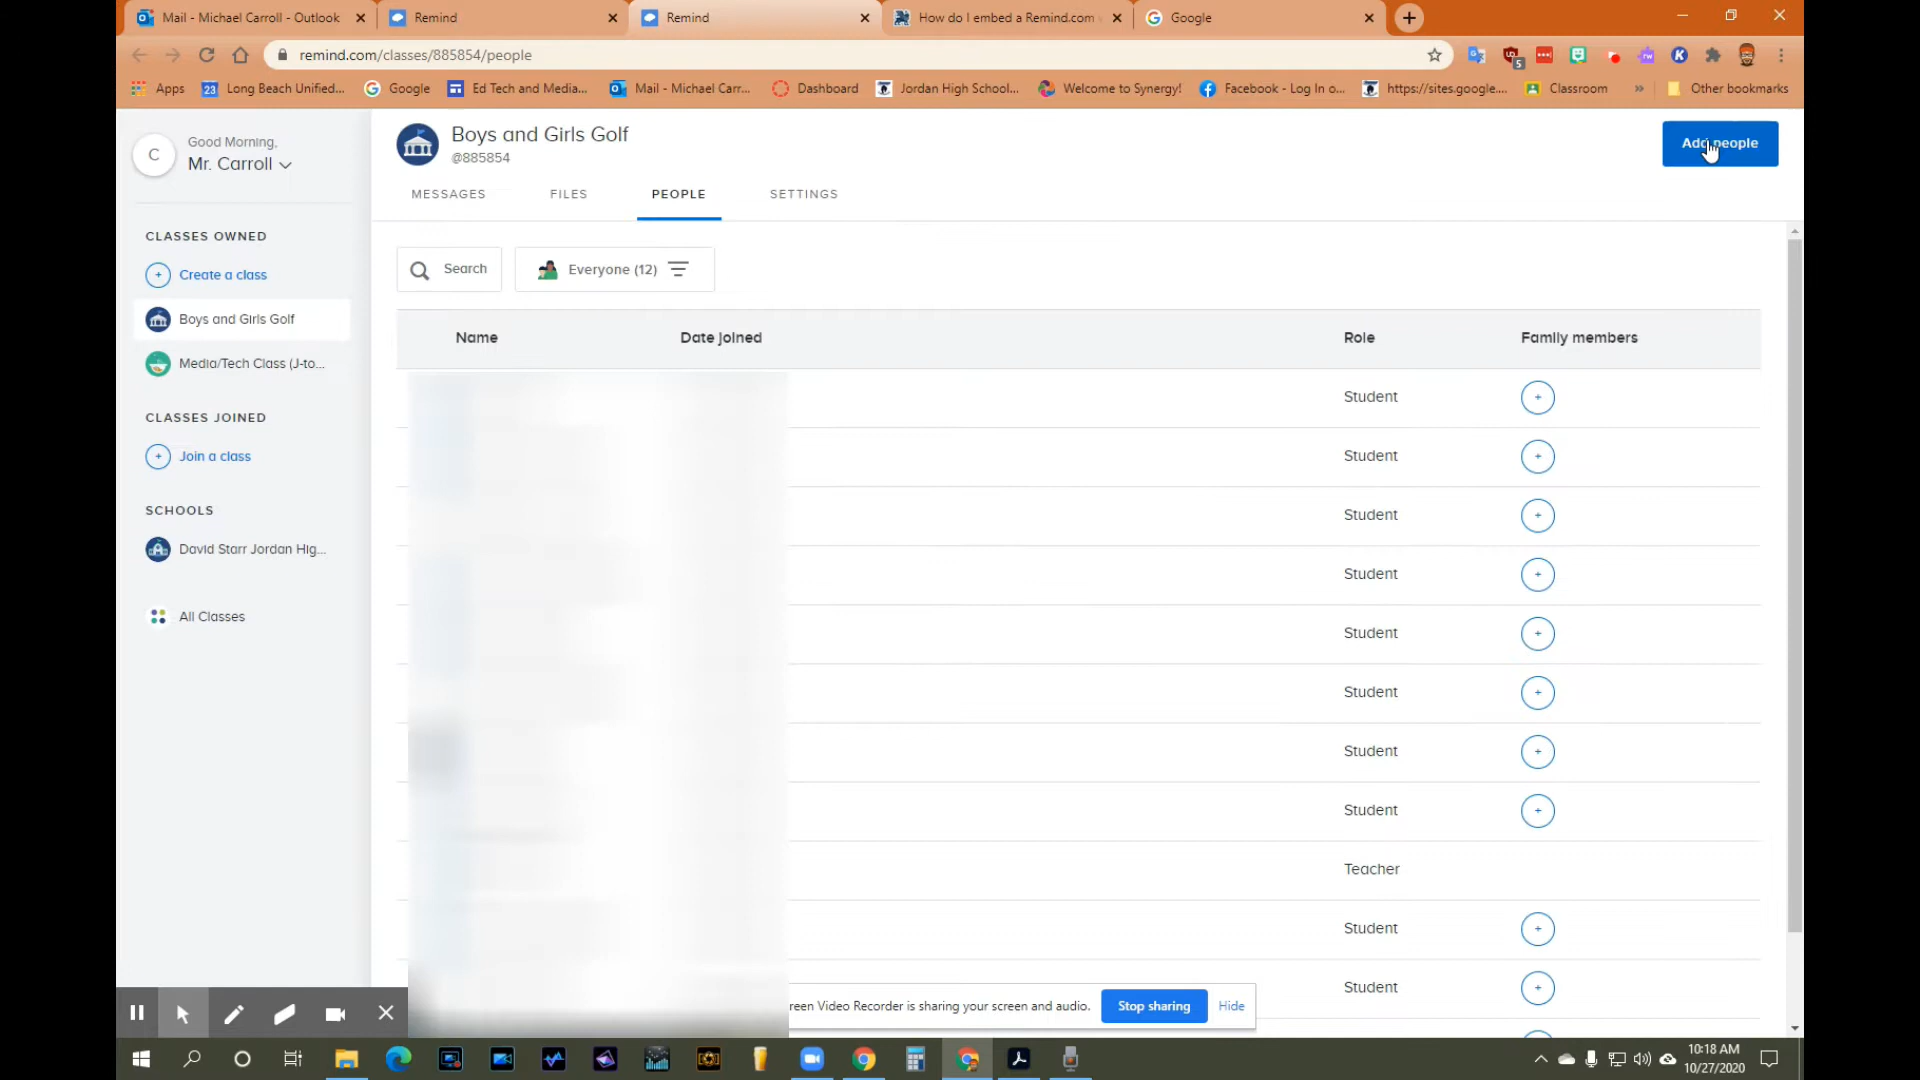 Mail - Michael Carroll - Outlook
Remind
Remind
How do I embed a Remind.com
Google
remind.com/classes/885854/people
5
Apps
23
Long Beach Unified...
Google
Ed Tech and Media...
Mail - Michael Carr...
Dashboard
Jordan High School...
Welcome to Synergy!
Facebook - Log In o...
https://sites.google....
Classroom
»
Other bookmarks
C
Good Morning,
Mr. Carroll
Boys and Girls Golf
@885854
Add people
MESSAGES
FILES
PEOPLE
SETTINGS
CLASSES OWNED
Create a class
Boys and Girls Golf
Media/Tech Class (J-to...
CLASSES JOINED
Join a class
SCHOOLS
David Starr Jordan Hig...
All Classes
Search
Everyone (12)
Name
Date joined
Role
Family members
Student
Student
Student
Student
Student
Student
Student
Student
Teacher
Student
Student
reen Video Recorder is sharing your screen and audio.
Stop sharing
Hide
10:18 AM
10/27/2020